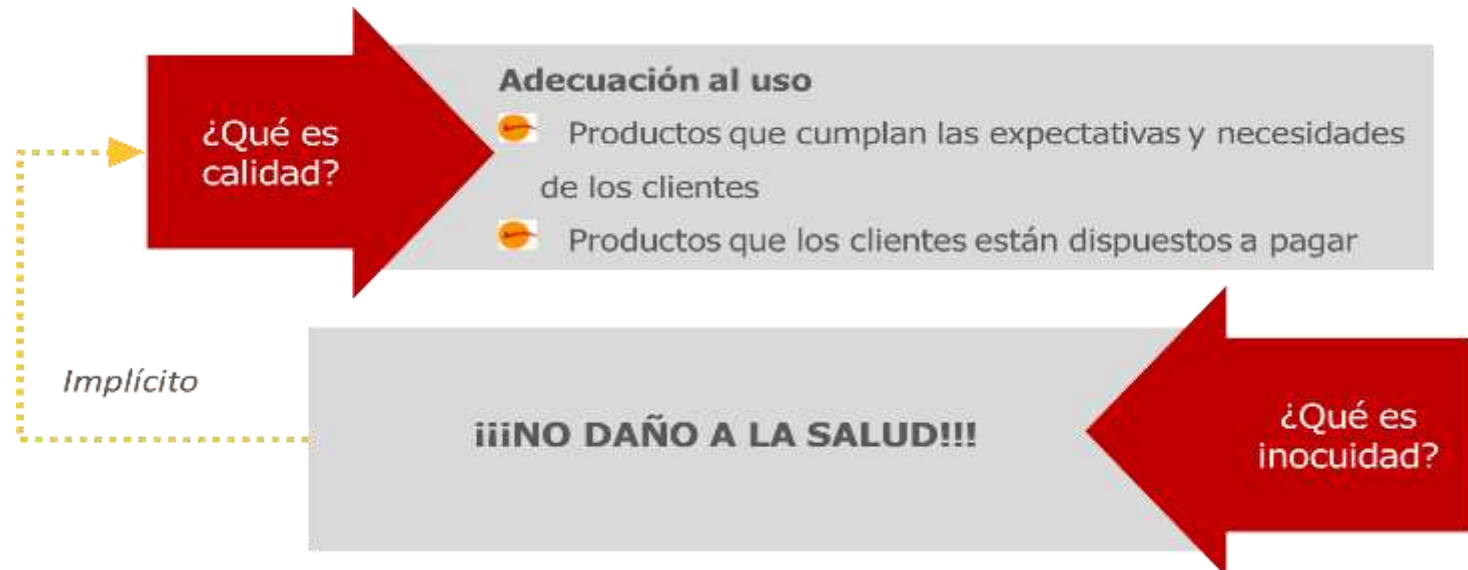 ¿Qué es
calidad?
Adecuación al uso
Productos que cumplan las expectativas y necesidades
de los clientes
Productos que los clientes están dispuestos a pagar
Implícito
¡¡¡NO DAÑO A LA SALUD!!!
¿Qué es
inocuidad?